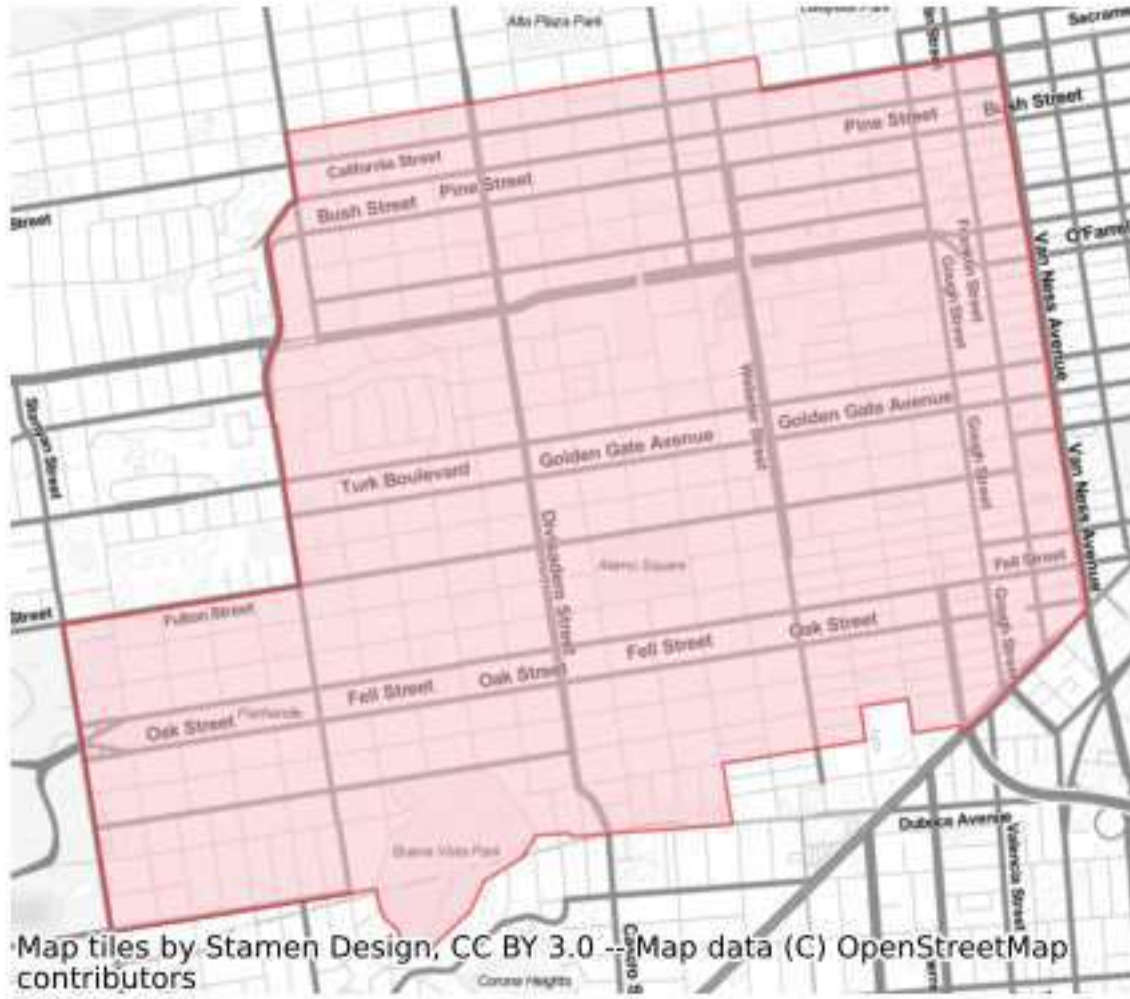 Alta Plaza Park
Lafayette Park
Sacrame
an Street
Bush Street
Pine Street
California Street
Pine Street
Bush Street
Street
O'Farrel
Franklin Street
Gough Street
Van Ness Avenue
Webster Street
Golden Gate Avenue
Stanyan Street
Golden Gate Avenue
Turk Boulevard
Gough Street
Van Ness Avenue
Divisadero Street
Alamo Square
Fell Street
Street
Fulton Street
Gough Street
Oak Street
Fell Street
Oak Street
Fell Street
Panhandle
Oak Street
Duboce Avenue
Valencia Street
Buena Vista Park
Castro S
Map tiles by Stamen Design, CC BY 3.0 -- Map data (C) OpenStreetMap
contributors
Corona Heights